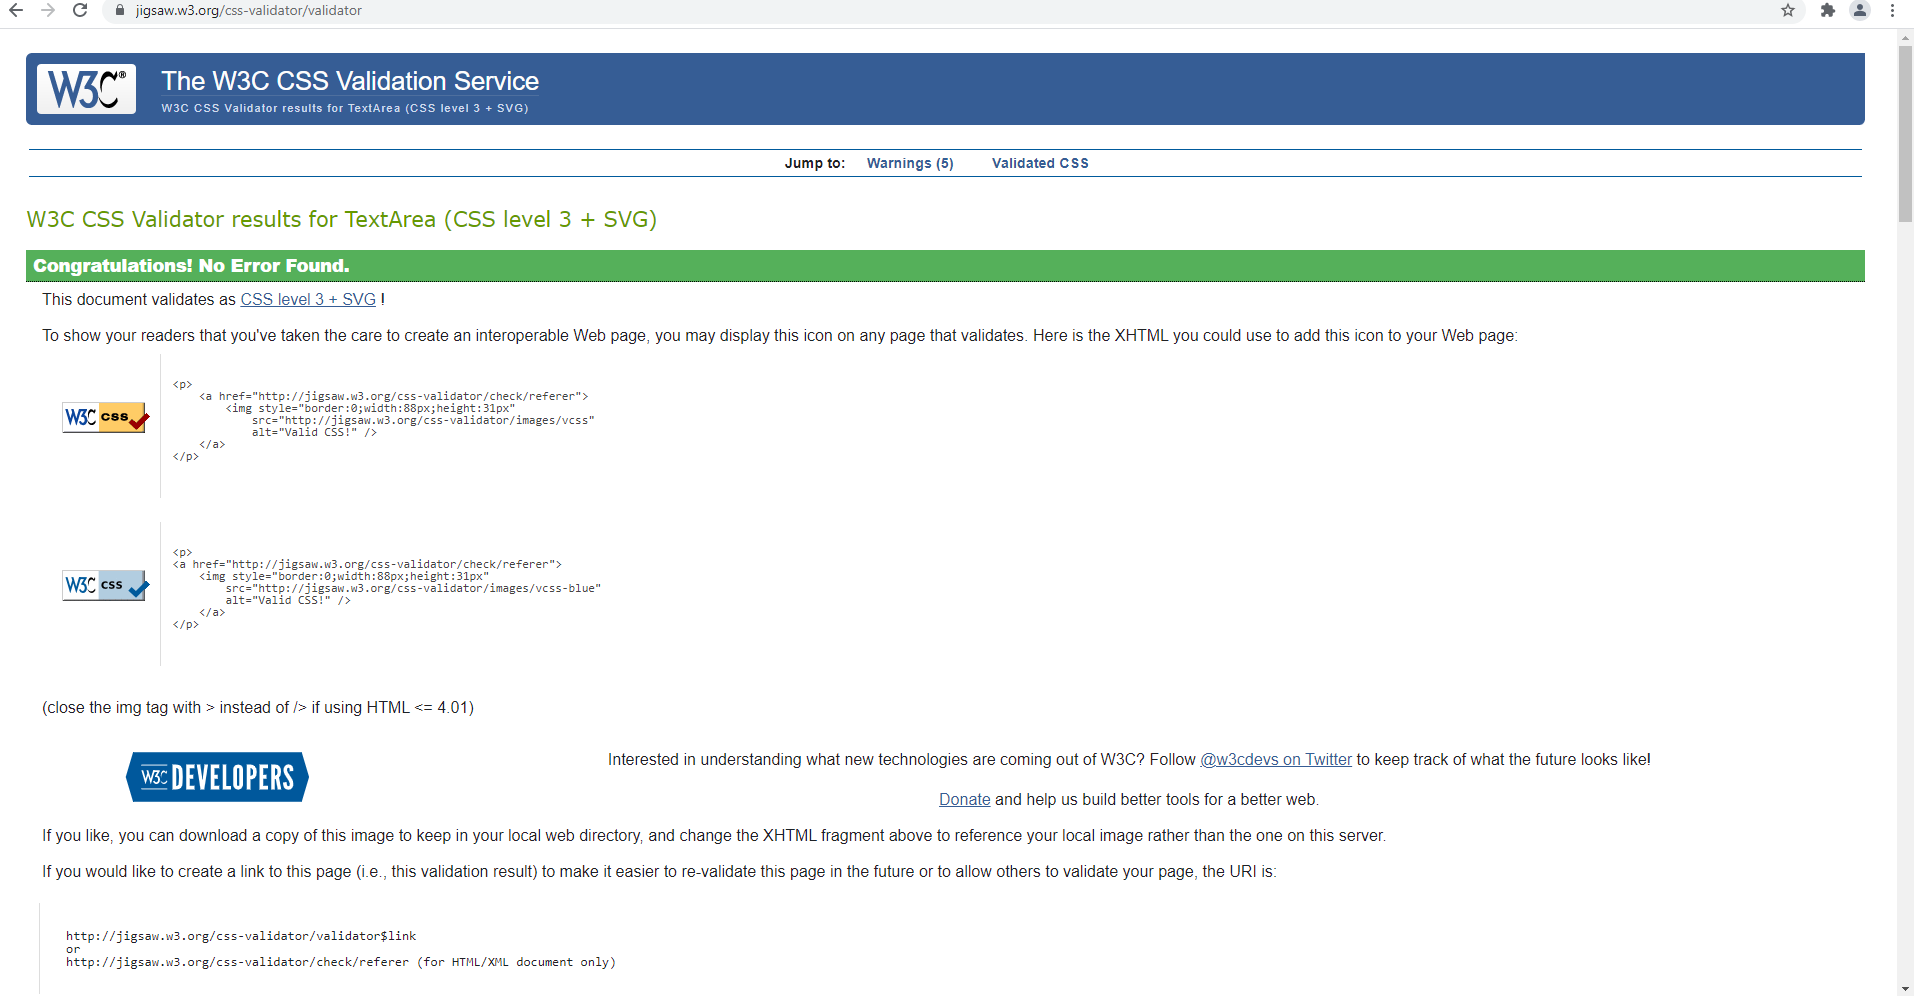 jigsaw.w3.org/css-validator/validator
W3C®
The W3C CSS Validation Service
W3C CSS Validator results for TextArea (CSS level 3 + SVG)
Jump to: Warnings (5) Validated CSS
W3C CSS Validator results for TextArea (CSS level 3 + SVG)
Congratulations! No Error Found.
This document validates as CSS level 3 + SVG !
To show your readers that you've taken the care to create an interoperable Web page, you may display this icon on any page that validates. Here is the XHTML you could use to add this icon to your Web page:
W3C css
<p>
<a href="http://jigsaw.w3.org/css-validator/check/referer">
<img style="border:0;width:88px;height:31px"
src="http://jigsaw.w3.org/css-validator/images/vcss"
alt="Valid CSS!" />
</a>
</p>
W3C css
<p>
<a href="http://jigsaw.w3.org/css-validator/check/referer">
<img style="border:0;width:88px;height:31px"
src="http://jigsaw.w3.org/css-validator/images/vcss-blue"
alt="Valid CSS!" />
</a>
</p>
(close the img tag with > instead of /> if using HTML <= 4.01)
W3C DEVELOPERS
Interested in understanding what new technologies are coming out of W3C? Follow @w3cdevs on Twitter to keep track of what the future looks like!
Donate and help us build better tools for a better web.
If you like, you can download a copy of this image to keep in your local web directory, and change the XHTML fragment above to reference your local image rather than the one on this server.
If you would like to create a link to this page (i.e., this validation result) to make it easier to re-validate this page in the future or to allow others to validate your page, the URI is:
http://jigsaw.w3.org/css-validator/validator$link
or
http://jigsaw.w3.org/css-validator/check/referer (for HTML/XML document only)